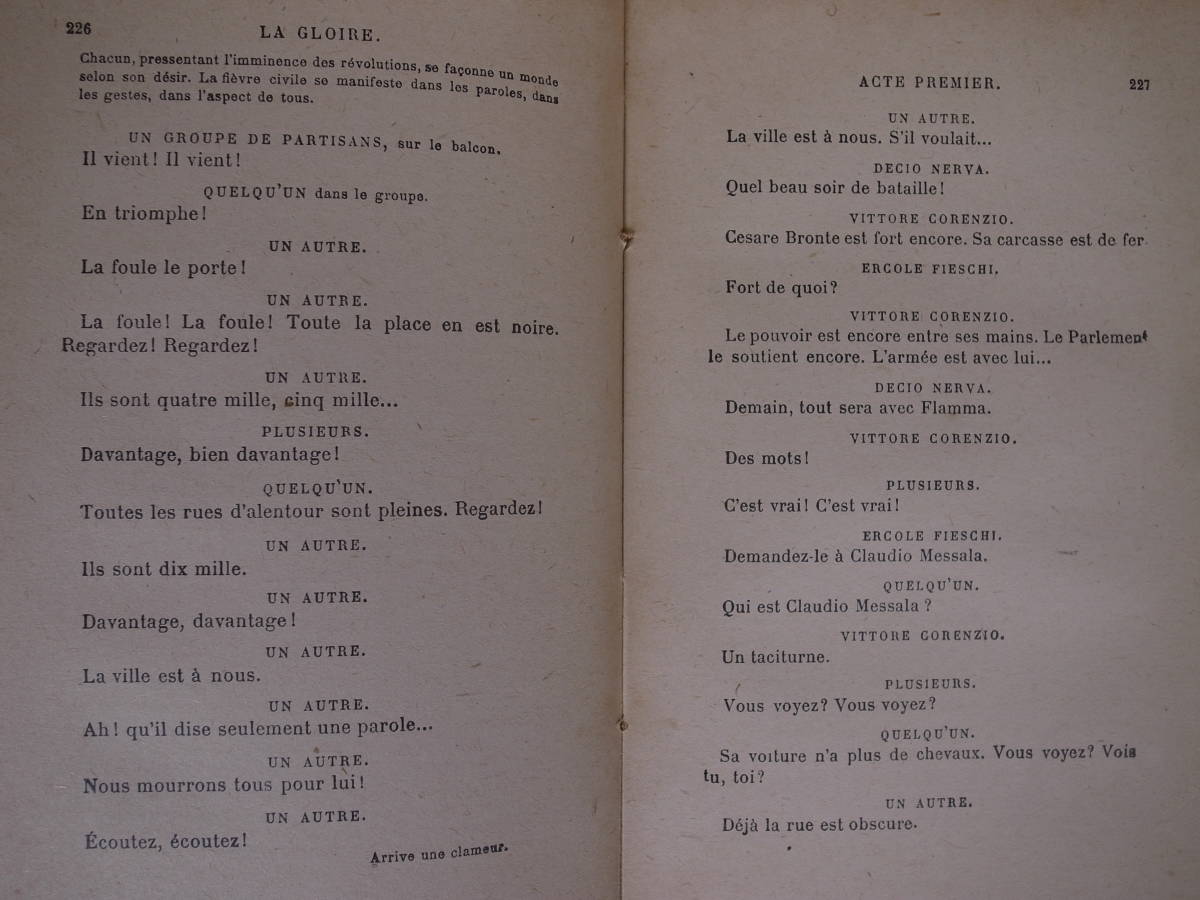 226
LA GLOIRE.
Chacun, pressentant l'imminence des révolutions, se façonne un monde
selon son désir. La fièvre civile se manifeste dans les paroles, dans
les gestes, dans l'aspect de tous.
UN GROUPE DE PARTISANS, sur le balcon.
Il vient! Il vient!
QUELQU'UN dans le groupe.
En triomphe!
UN AUTRE.
La foule le porte!
UN AUTRE.
La foule! La foule! Toute la place en est noire.
Regardez! Regardez!
UN AUTRE.
Ils sont quatre mille, cinq mille...
PLUSIEURS.
Davantage, bien davantage!
QUELQU'UN.
Toutes les rues d'alentour sont pleines. Regardez!
UN AUTRE.
Ils sont dix mille.
UN AUTRE.
Davantage, davantage!
UN AUTRE.
La ville est à nous.
UN AUTRE.
Ah! qu'il dise seulement une parole...
UN AUTRE.
Nous mourrons tous pour lui!
UN AUTRE.
Écoutez, écoutez!
Arrive une clameur.
ACTE PREMIER.
227
UN AUTRE.
La ville est à nous. S'il voulait...
DECIO NERVA.
Quel beau soir de bataille!
VITTORE CORENZIO.
Cesare Bronte est fort encore. Sa carcasse est de fer.
ERCOLE FIESCHI.
Fort de quoi?
VITTORE CORENZIO.
Le pouvoir est encore entre ses mains. Le Parlement
le soutient encore. L'armée est avec lui...
DECIO NERVA.
Demain, tout sera avec Flamma.
VITTORE CORENZIO.
Des mots!
PLUSIEURS.
C'est vrai! C'est vrai!
ERCOLE FIESCHI.
Demandez-le à Claudio Messala.
QUELQU'UN.
Qui est Claudio Messala?
VITTORE CORENZIO.
Un taciturne.
PLUSIEURS.
Vous voyez? Vous voyez?
QUELQU'UN.
Sa voiture n'a plus de chevaux. Vous voyez? Vois
tu, toi?
UN AUTRE.
Déjà la rue est obscure.